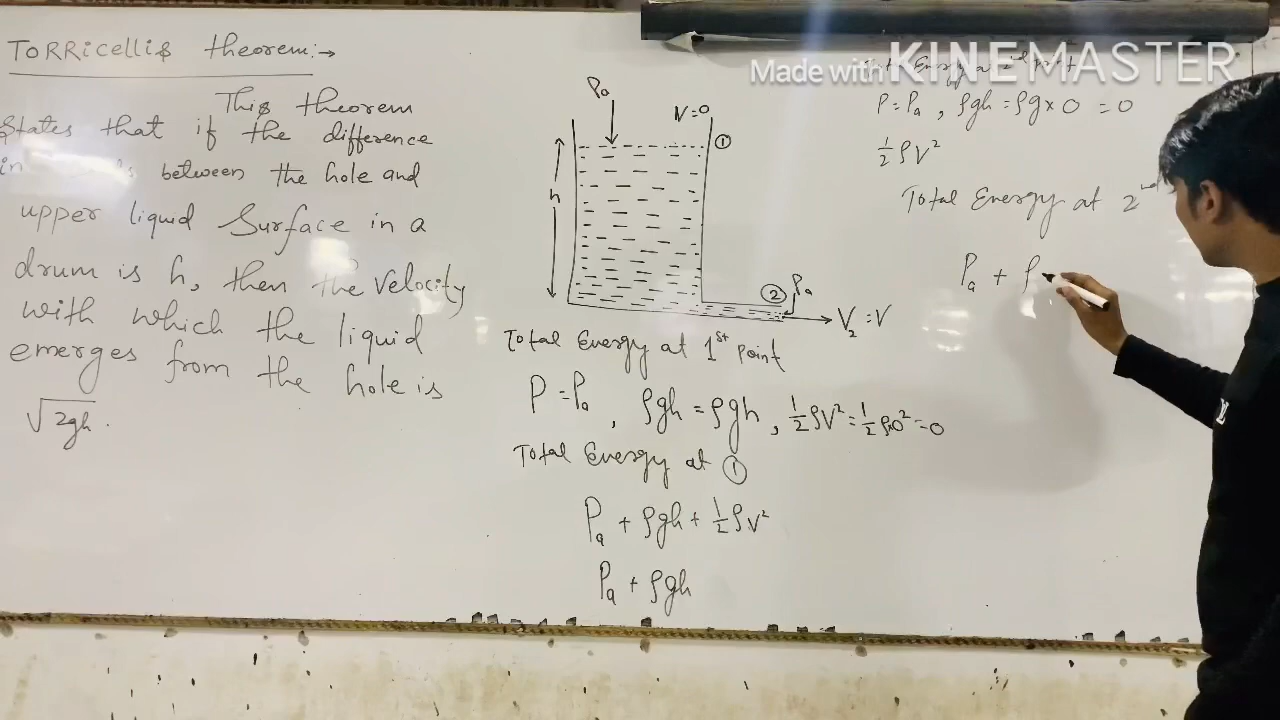 ToRRicellis theorem:→
This theorem
States that if the difference
in between the hole and
upper liquid Surface in a
drum is h, then the velocity
with which the liquid
emerges from the hole is
√2gh.
Pa
V=0
①
h
②
Pa
V₂=V
Total Energy at 1st point
P=Pa, ρgh=ρgh, ½ρV²=½ρ×0²=0
Total Energy at ①
Pa + ρgh + ½ρV²
Pa + ρgh
Made with KINEMASTER
P=Pa, ρgh=ρg×0=0
½ρV²
Total Energy at 2nd
Pa + ρ